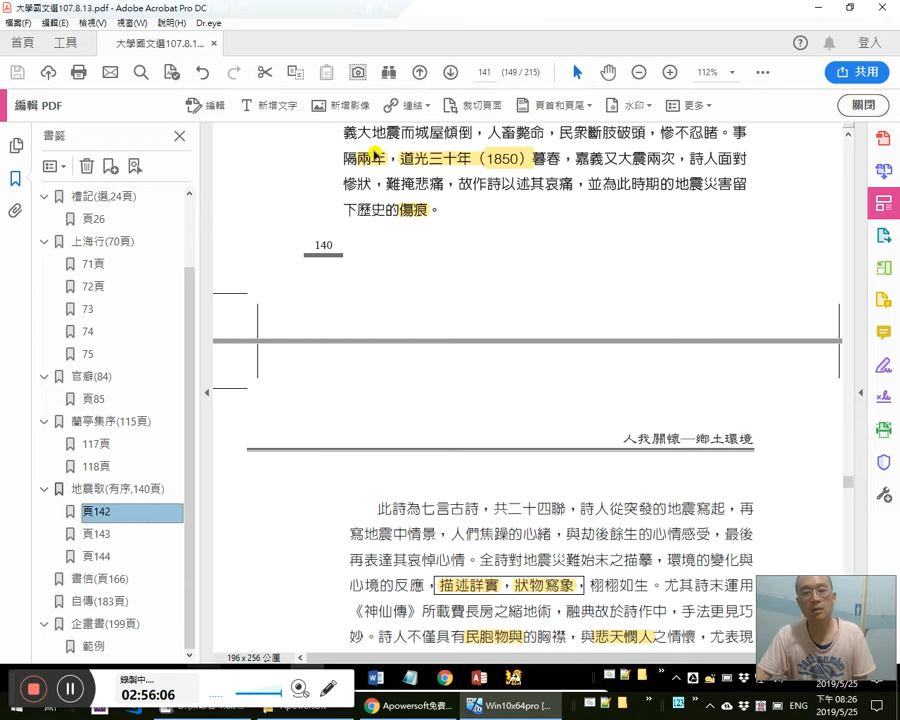 大學國文選107.8.13.pdf - Adobe Acrobat Pro DC
檔案(F) 編輯(E) 檢視(V) 視窗(W) 說明(H) Dr.eye
首頁 工具 大學國文選107.8.1... × 登入
141 (149 / 215) 112% 共用
編輯 PDF 編輯 新增文字 新增影像 連結 裁切頁面 頁首和頁尾 水印 更多 關閉
書籤
禮記(選,24頁)
頁26
上海行(70頁)
71頁
72頁
73
74
75
官癖(84)
頁85
蘭亭集序(115頁)
117頁
118頁
地震歌(有序,140頁)
頁142
頁143
頁144
書信(頁166)
自傳(183頁)
企畫書(199頁)
範例
義大地震而城屋傾倒，人畜斃命，民眾斷肢破頭，慘不忍睹。事
隔兩年，道光三十年（1850）暮春，嘉義又大震兩次，詩人面對
慘狀，難掩悲痛，故作詩以述其哀痛，並為此時期的地震災害留
下歷史的傷痕。
140
人我關懷—鄉土環境
此詩為七言古詩，共二十四聯，詩人從突發的地震寫起，再
寫地震中情景，人們焦躁的心緒，與劫後餘生的心情感受，最後
再表達其哀悼心情。全詩對地震災難始末之描摹，環境的變化與
心境的反應，描述詳實，狀物寫象，栩栩如生。尤其詩末運用
《神仙傳》所載費長房之縮地術，融典故於詩作中，手法更見巧
妙。詩人不僅具有民胞物與的胸襟，與悲天憫人之情懷，尤表現
196 x 256 公釐
錄製中...
02:56:06
Apowersoft免費... Win10x64pro [...
2019/5/25
下午 08:26
ENG 2019/5/25